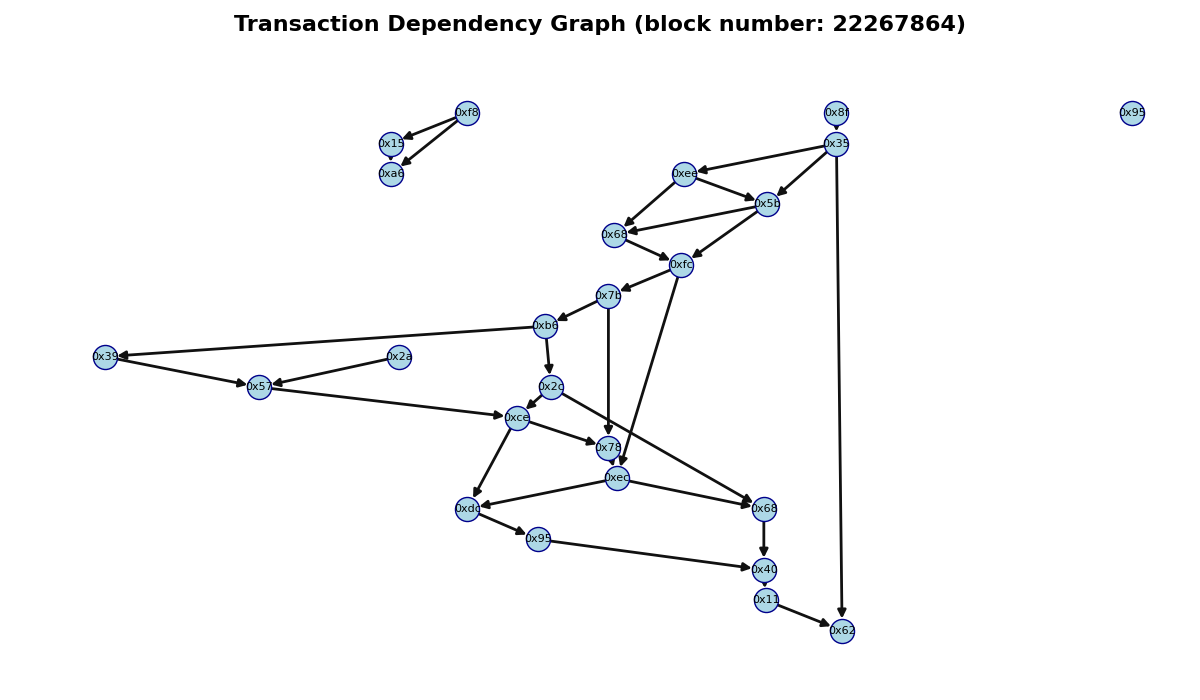 Transaction Dependency Graph (block number: 22267864)
0xf8
0x8f
0x95
0x15
0x35
0xa6
0xee
0x5b
0x68
0xfc
0x7b
0xb6
0x39
0x2a
0x57
0x2c
0xce
0x78
0xec
0xdc
0x68
0x95
0x40
0x11
0x62